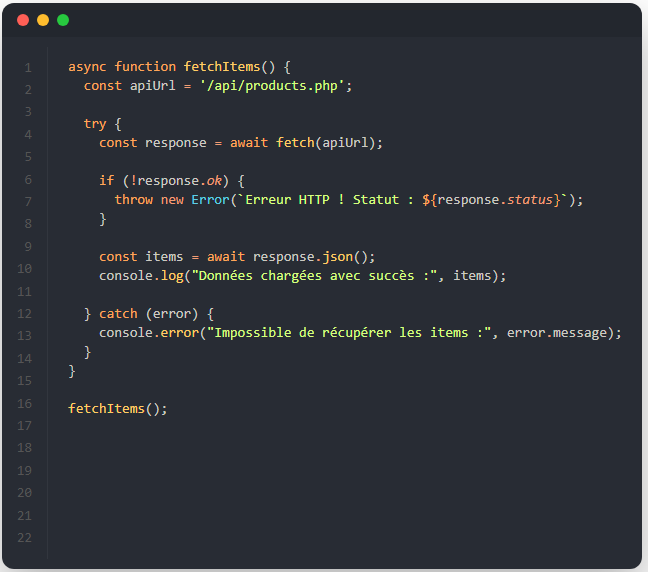 1 async function fetchItems() {
2   const apiUrl = '/api/products.php';
3
4   try {
5     const response = await fetch(apiUrl);
6
7     if (!response.ok) {
8       throw new Error(`Erreur HTTP ! Statut : ${response.status}`);
9     }
10
11     const items = await response.json();
12     console.log("Données chargées avec succès :", items);
13
14   } catch (error) {
15     console.error("Impossible de récupérer les items :", error.message);
16   }
17 }
18
19 fetchItems();
20
21
22